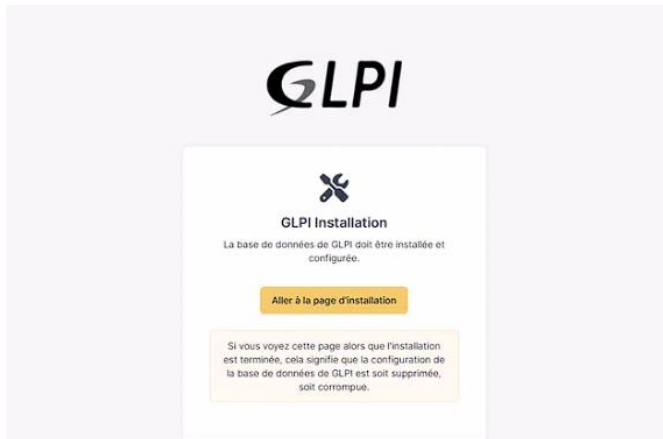 GLPI
GLPI Installation
La base de données de GLPI doit être installée et
configurée.
Aller à la page d'installation
Si vous voyez cette page alors que l'installation
est terminée, cela signifie que la configuration de
la base de données de GLPI est soit supprimée,
soit corrompue.